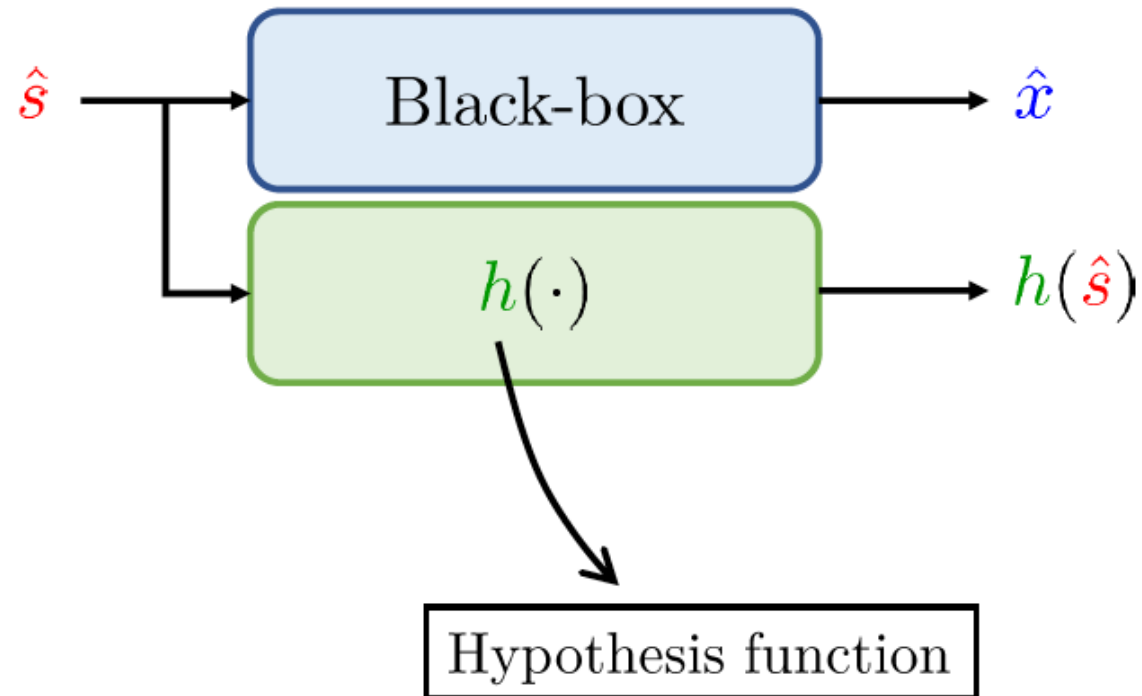 ŝ
Black-box
x̂
h(·)
h(ŝ)
Hypothesis function